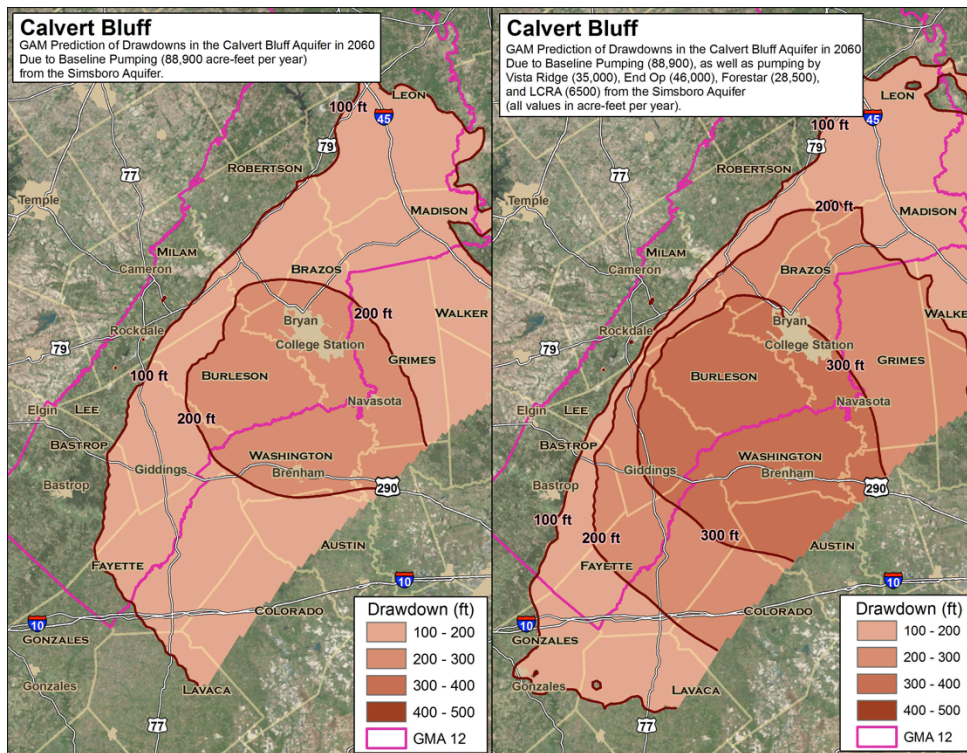 Calvert Bluff
GAM Prediction of Drawdowns in the Calvert Bluff Aquifer in 2060
Due to Baseline Pumping (88,900 acre-feet per year)
from the Simsboro Aquifer.
100 ft
LEON
45
79
ROBERTSON
77
Temple
MADISON
MILAM
Cameron
BRAZOS
200 ft
WALKER
Bryan
Rockdale
College Station
79
GRIMES
100 ft
BURLESON
Navasota
Elgin
LEE
200 ft
BASTROP
WASHINGTON
Giddings
Brenham
Bastrop
290
AUSTIN
FAYETTE
10
COLORADO
10
GONZALES
Gonzales
LAVACA
77
Drawdown (ft)
100 - 200
200 - 300
300 - 400
400 - 500
GMA 12
Calvert Bluff
GAM Prediction of Drawdowns in the Calvert Bluff Aquifer in 2060
Due to Baseline Pumping (88,900), as well as pumping by
Vista Ridge (35,000), End Op (46,000), Forestar (28,500),
and LCRA (6500) from the Simsboro Aquifer
(all values in acre-feet per year).
LEON
100 ft
45
79
ROBERTSON
77
Temple
200 ft
MADISON
MILAM
Cameron
BRAZOS
WALKE
Bryan
Rockdale
College Station
79
300 ft
GRIMES
BURLESON
Navasota
Elgin
LEE
BASTROP
WASHINGTON
Giddings
Brenham
Bastrop
290
100 ft
200 ft
300 ft
AUSTIN
FAYETTE
10
COLORADO
10
GONZALES
Gonzales
LAVACA
77
Drawdown (ft)
100 - 200
200 - 300
300 - 400
400 - 500
GMA 12